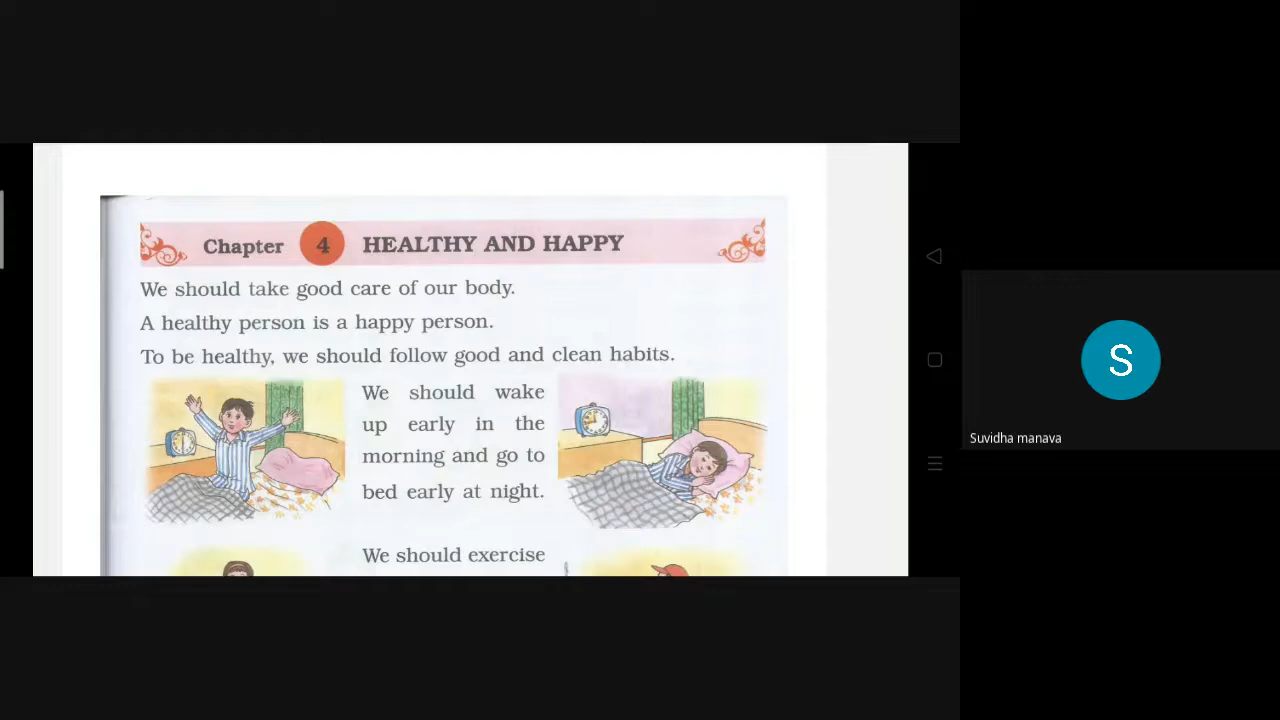 Chapter 4 HEALTHY AND HAPPY
We should take good care of our body.
A healthy person is a happy person.
To be healthy, we should follow good and clean habits.
We should wake
up early in the
morning and go to
bed early at night.
We should exercise
S
Suvidha manava